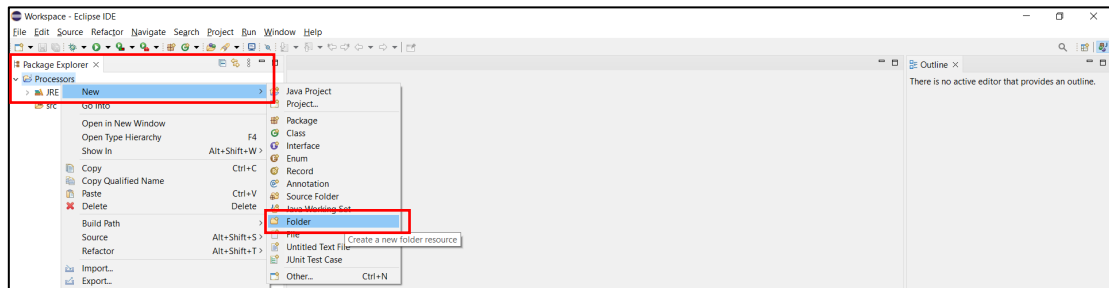 Workspace - Eclipse IDE
File Edit Source Refactor Navigate Search Project Run Window Help
Package Explorer
Outline
Processors
There is no active editor that provides an outline.
JRE
src
New
Go Into
Open in New Window
Open Type Hierarchy F4
Show In Alt+Shift+W >
Copy Ctrl+C
Copy Qualified Name
Paste Ctrl+V
Delete Delete
Build Path
Source Alt+Shift+S >
Refactor Alt+Shift+T >
Import...
Export...
Java Project
Project...
Package
Class
Interface
Enum
Record
Annotation
Source Folder
Java Working Set
Folder
File
Create a new folder resource
Untitled Text File
JUnit Test Case
Other... Ctrl+N